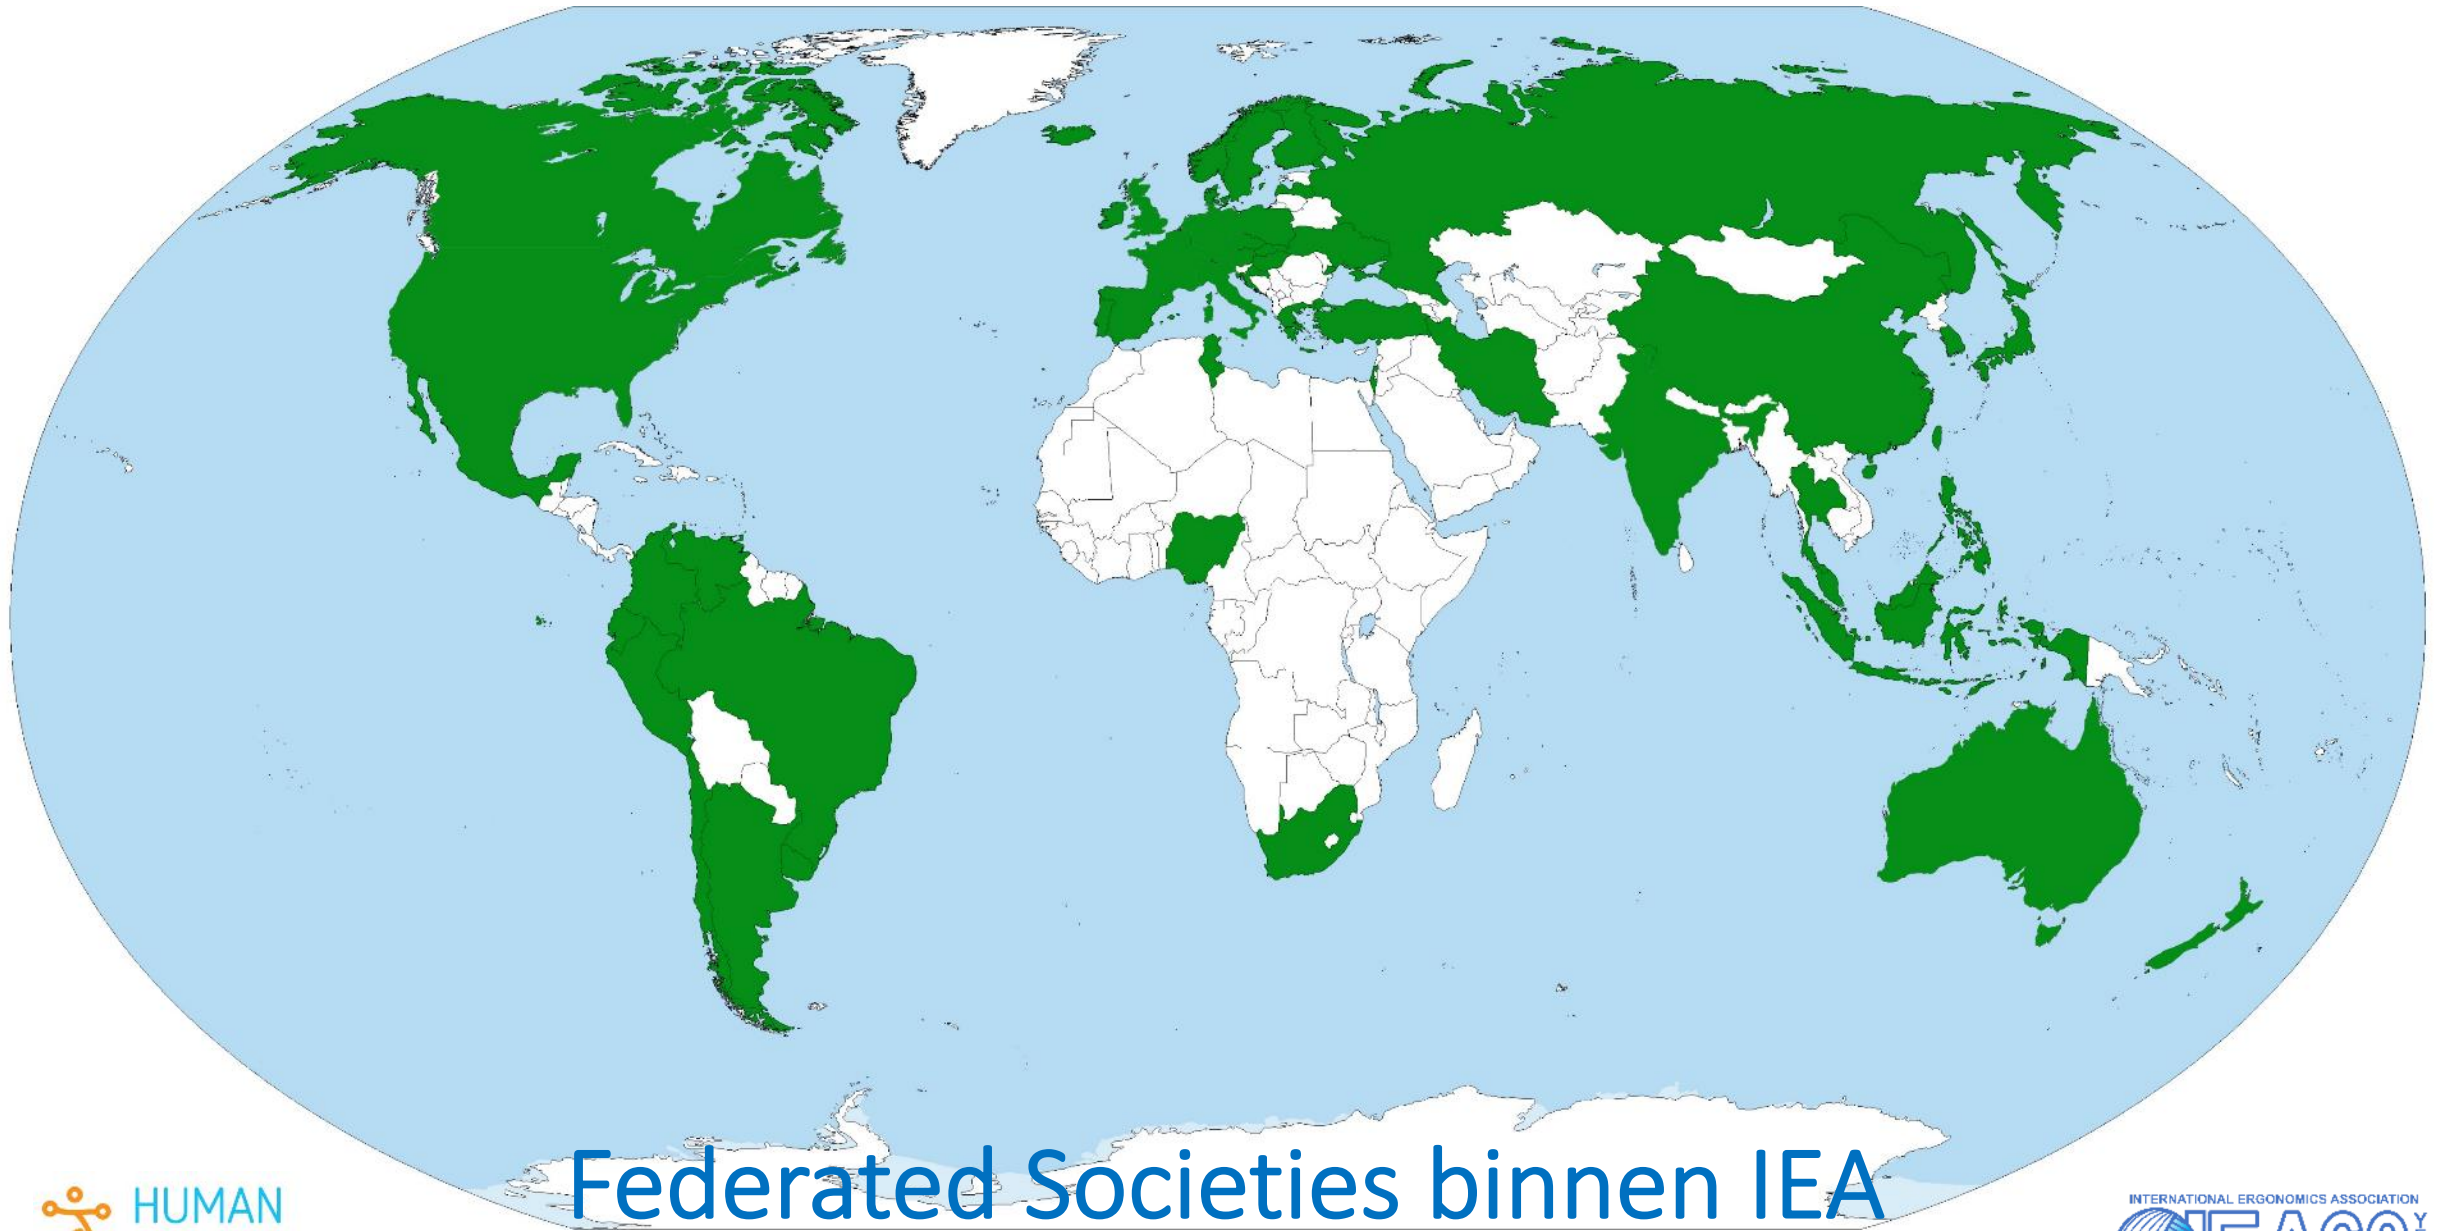 Federated Societies binnen IEA
HUMAN
INTERNATIONAL ERGONOMICS ASSOCIATION